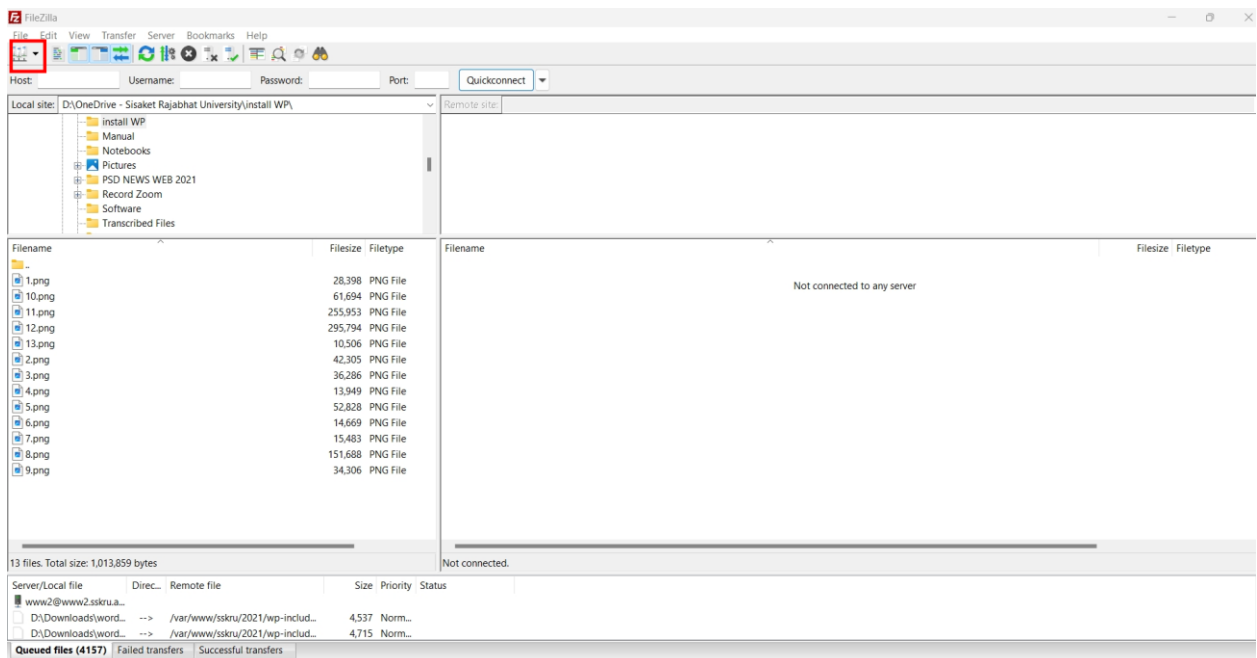 FileZilla
File Edit View Transfer Server Bookmarks Help
Host: Username: Password: Port: Quickconnect
Local site: D:\OneDrive - Sisaket Rajabhat University\install WP\ Remote site:
install WP
Manual
Notebooks
Pictures
PSD NEWS WEB 2021
Record Zoom
Software
Transcribed Files
Filename Filesize Filetype Filename Filesize Filetype
..
1.png 28,398 PNG File
Not connected to any server
10.png 61,694 PNG File
11.png 255,953 PNG File
12.png 295,794 PNG File
13.png 10,506 PNG File
2.png 42,305 PNG File
3.png 36,286 PNG File
4.png 13,949 PNG File
5.png 52,828 PNG File
6.png 14,669 PNG File
7.png 15,483 PNG File
8.png 151,688 PNG File
9.png 34,306 PNG File
13 files. Total size: 1,013,859 bytes Not connected.
Server/Local file Direc... Remote file Size Priority Status
www2@www2.sskru.a...
D:\Downloads\word... --> /var/www/sskru/2021/wp-includ... 4,537 Norm...
D:\Downloads\word... --> /var/www/sskru/2021/wp-includ... 4,715 Norm...
Queued files (4157) Failed transfers Successful transfers